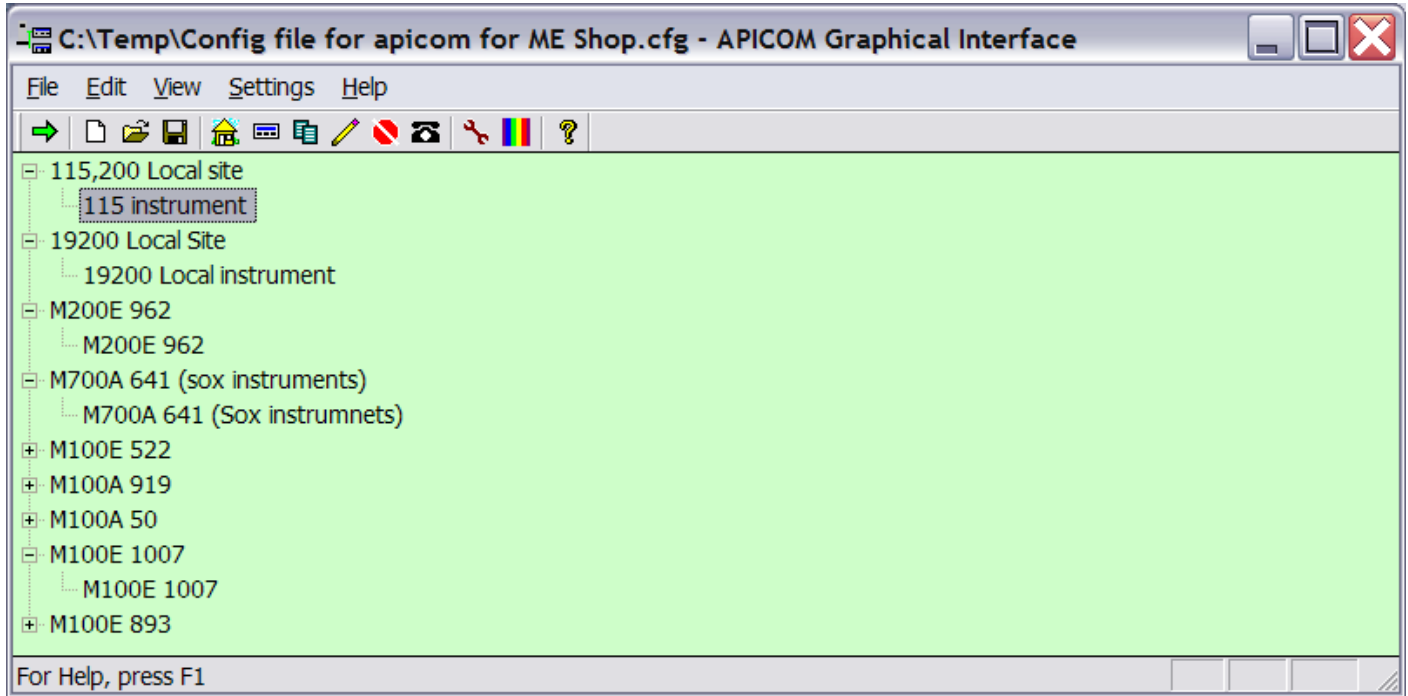 C:\Temp\Config file for apicom for ME Shop.cfg - APICOM Graphical Interface
File Edit View Settings Help
115,200 Local site
115 instrument
19200 Local Site
19200 Local instrument
M200E 962
M200E 962
M700A 641 (sox instruments)
M700A 641 (Sox instrumnets)
M100E 522
M100A 919
M100A 50
M100E 1007
M100E 1007
M100E 893
For Help, press F1